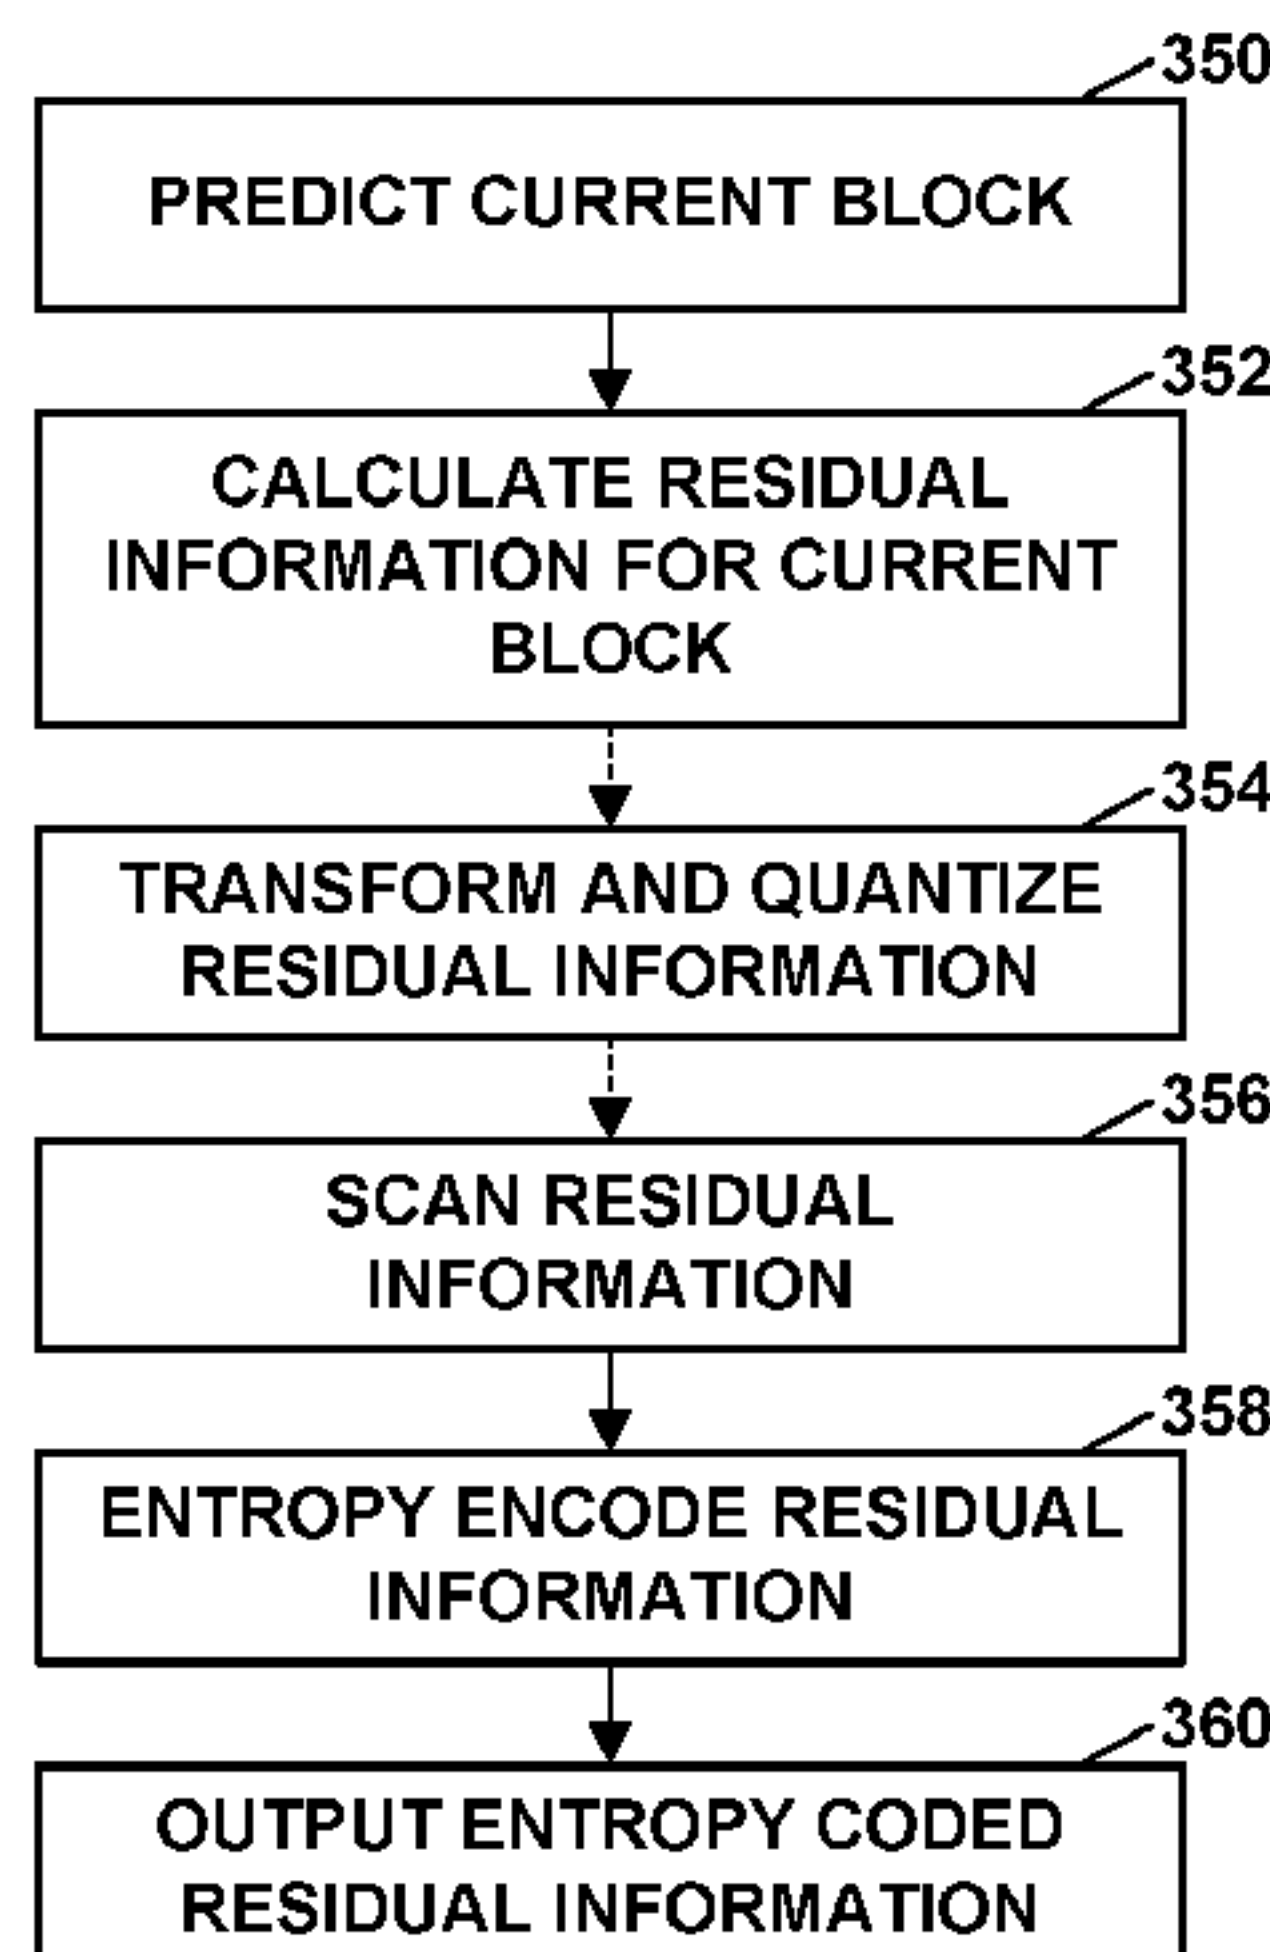 350
PREDICT CURRENT BLOCK
352
CALCULATE RESIDUAL
INFORMATION FOR CURRENT
BLOCK
354
TRANSFORM AND QUANTIZE
RESIDUAL INFORMATION
356
SCAN RESIDUAL
INFORMATION
358
ENTROPY ENCODE RESIDUAL
INFORMATION
360
OUTPUT ENTROPY CODED
RESIDUAL INFORMATION